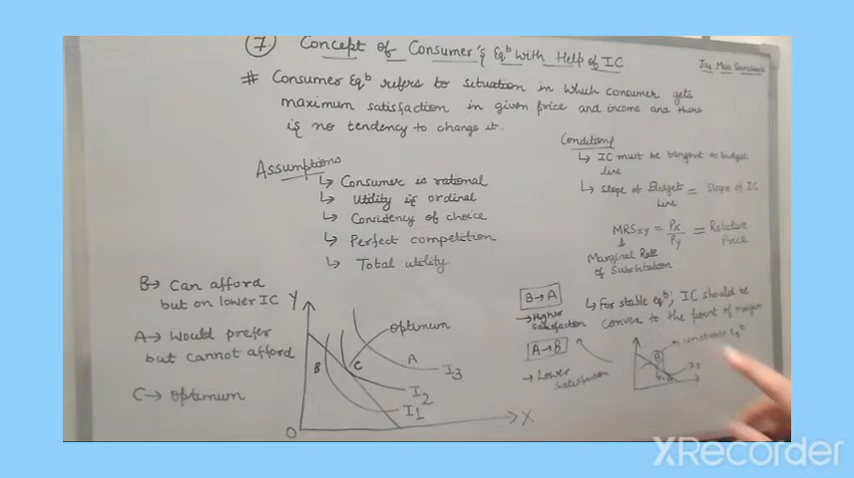 7. Concept of Consumer's Eqb with Help of IC
Jai Maa Saraswati
# Consumer Eqb refers to situation in which consumer gets
maximum satisfaction in given price and income and there
is no tendency to change it.
Assumptions
↳ Consumer is rational
↳ Utility is ordinal
↳ Consistency of choice
↳ Perfect competition
↳ Total utility
Conditions
↳ IC must be tangent to budget
line
↳ Slope of Budget = Slope of IC
Line
MRSxy = Px/Py = Relative
Price
Marginal Rate
of Substitution
↳ For stable eqb, IC should be
convex to the point of
B → Can afford
but on lower IC
A → Would prefer
but cannot afford
C → optimum
Y
optimum
A
B
C
I3
I2
I1
O
X
B → A
→ Higher
satisfaction
A → B
→ Lower
satisfaction
unstable eqb
XRecorder